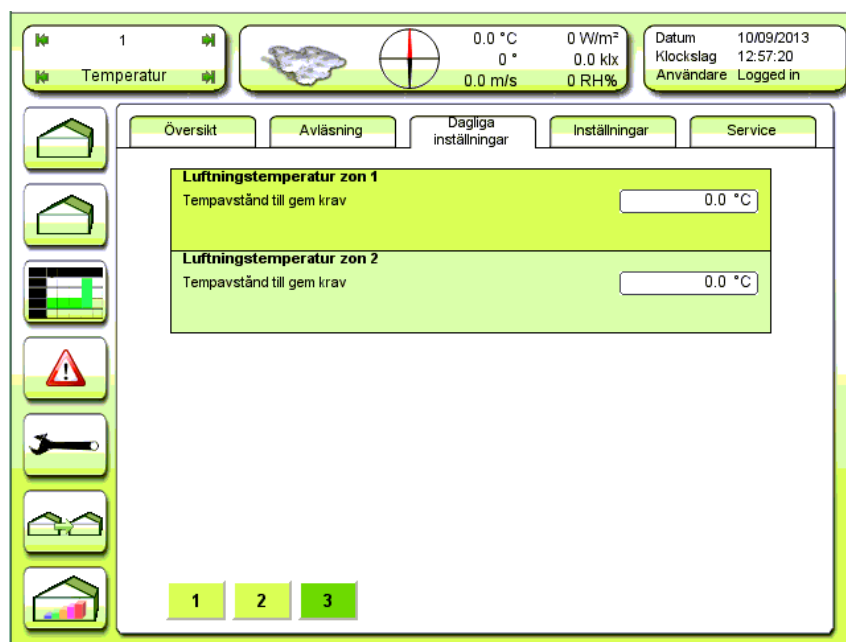 1
Temperatur
0.0 °C
0 W/m²
0 °
0.0 klx
0.0 m/s
0 RH%
Datum 10/09/2013
Klockslag 12:57:20
Användare Logged in
Översikt
Avläsning
Dagliga
inställningar
Inställningar
Service
Luftningstemperatur zon 1
Tempavstånd till gem krav 0.0 °C
Luftningstemperatur zon 2
Tempavstånd till gem krav 0.0 °C
1 2 3